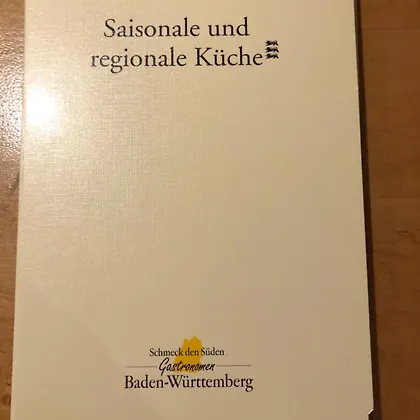 Saisonale und
regionale Küche
Schmeck den Süden
Gastronomen
Baden-Württemberg